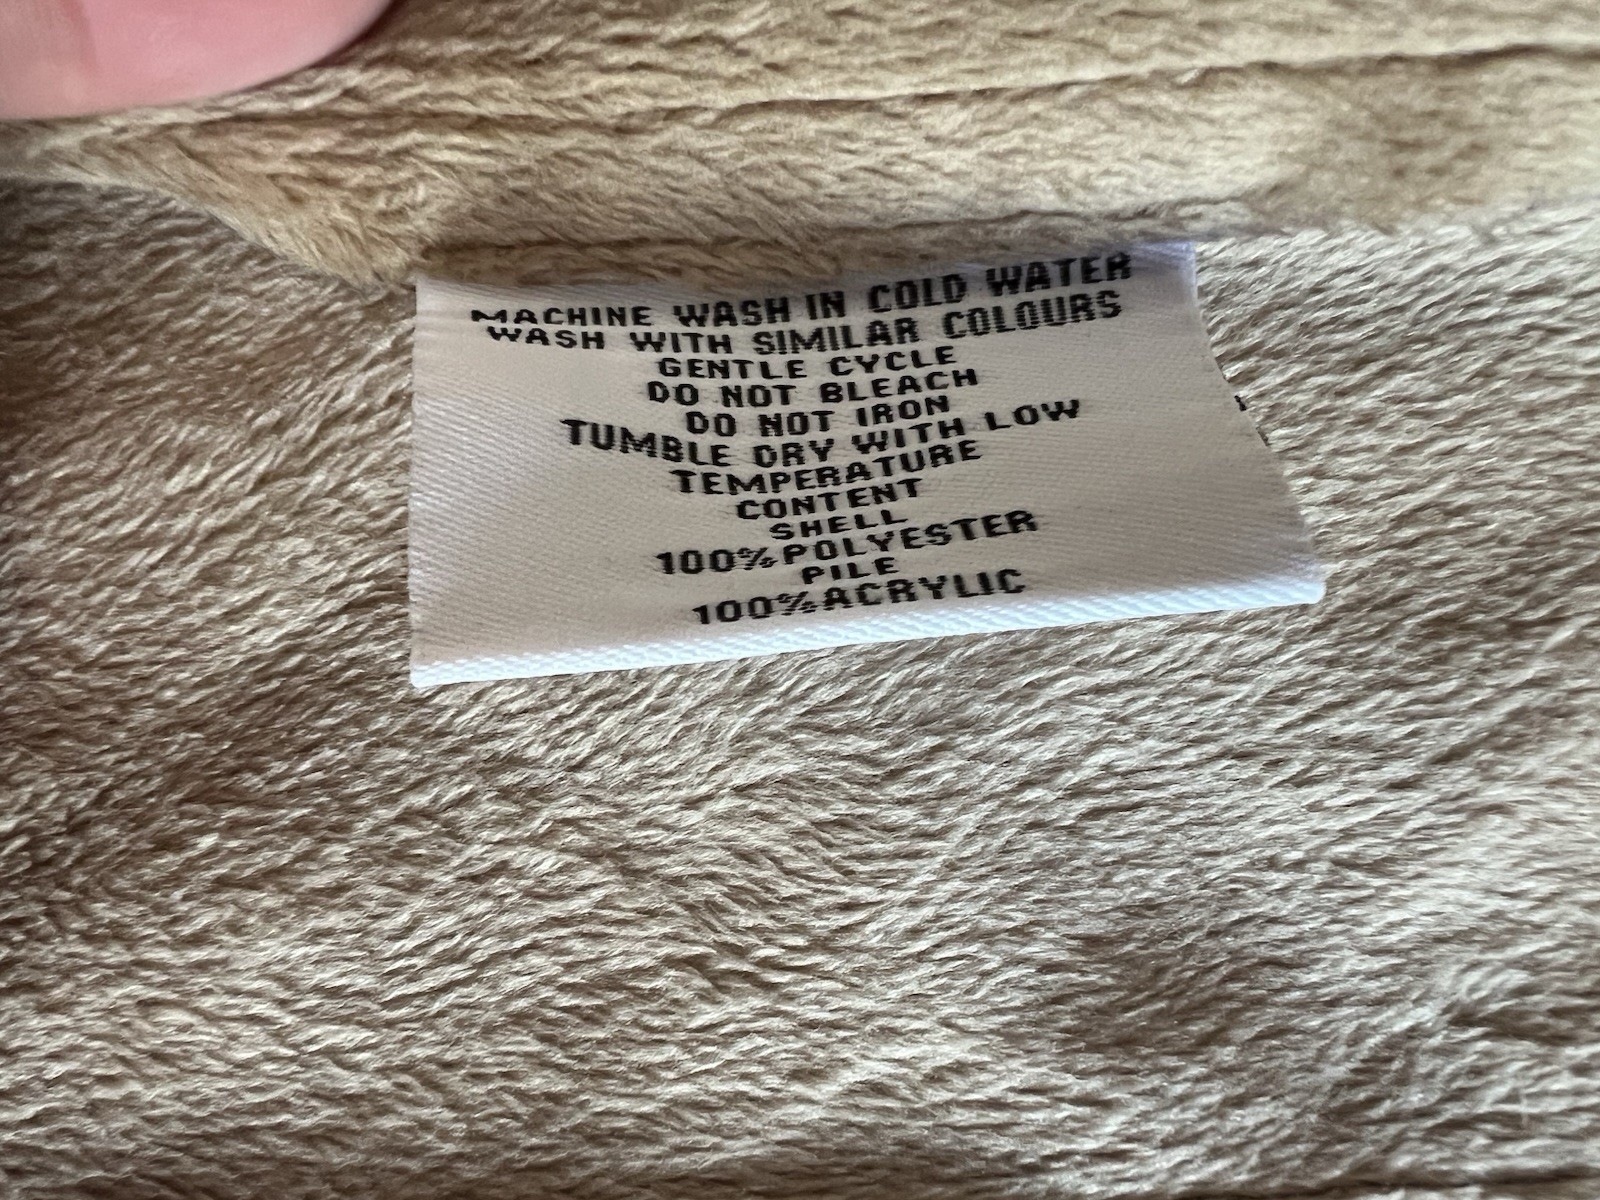 MACHINE WASH IN COLD WATER
WASH WITH SIMILAR COLOURS
GENTLE CYCLE
DO NOT BLEACH
DO NOT IRON
TUMBLE DRY WITH LOW
TEMPERATURE
CONTENT
SHELL
100%POLYESTER
PILE
100%ACRYLIC